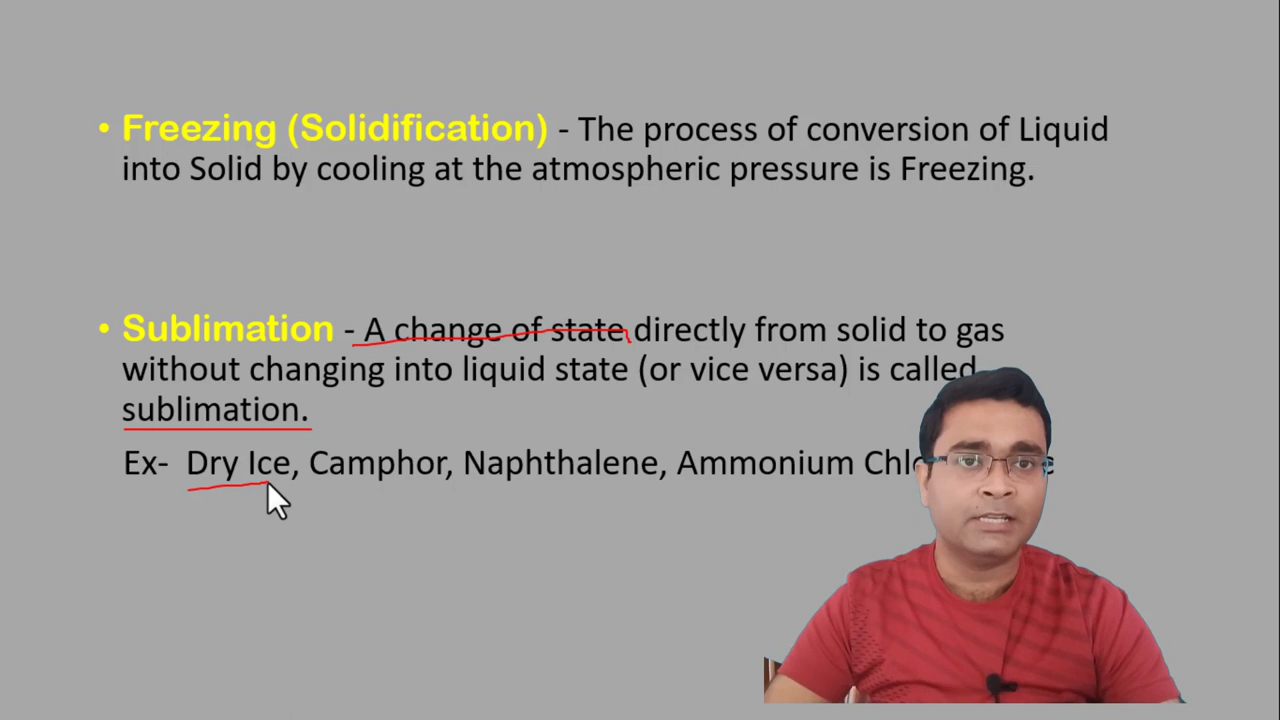 • Freezing (Solidification) - The process of conversion of Liquid
into Solid by cooling at the atmospheric pressure is Freezing.
• Sublimation - A change of state directly from solid to gas
without changing into liquid state (or vice versa) is called
sublimation.
Ex- Dry Ice, Camphor, Naphthalene, Ammonium